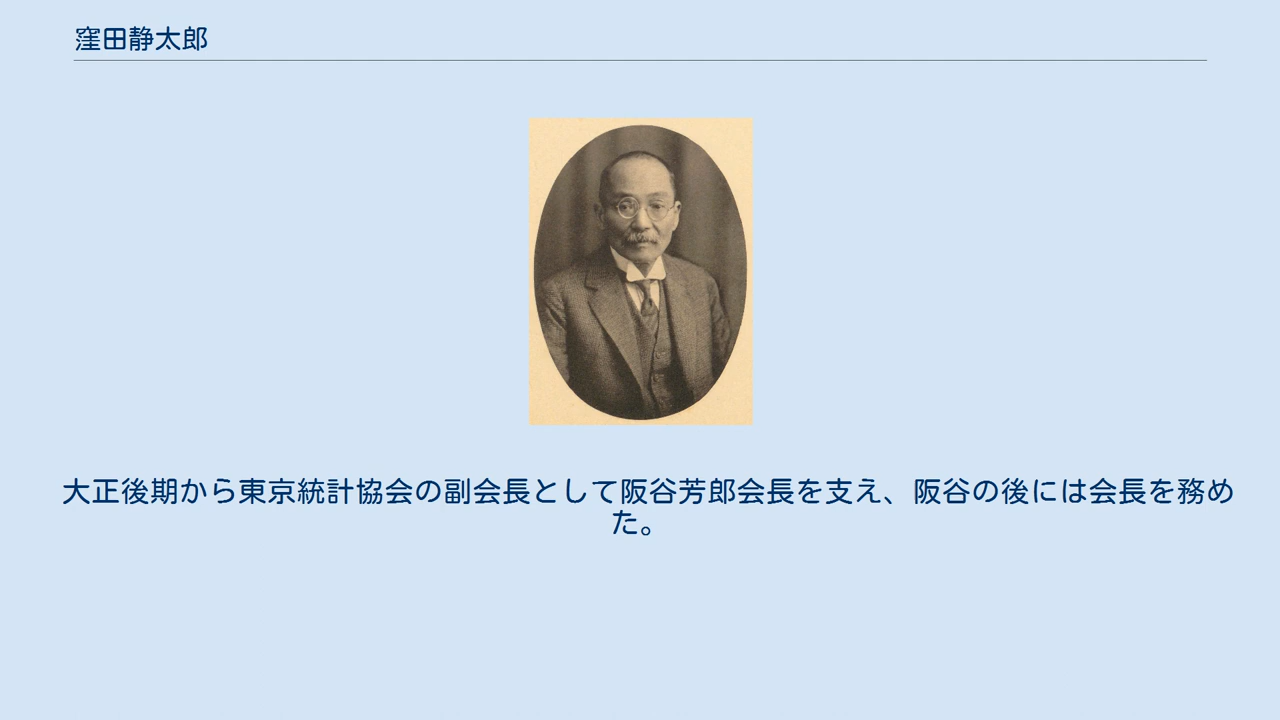 窪田静太郎
大正後期から東京統計協会の副会長として阪谷芳郎会長を支え、阪谷の後には会長を務め
た。